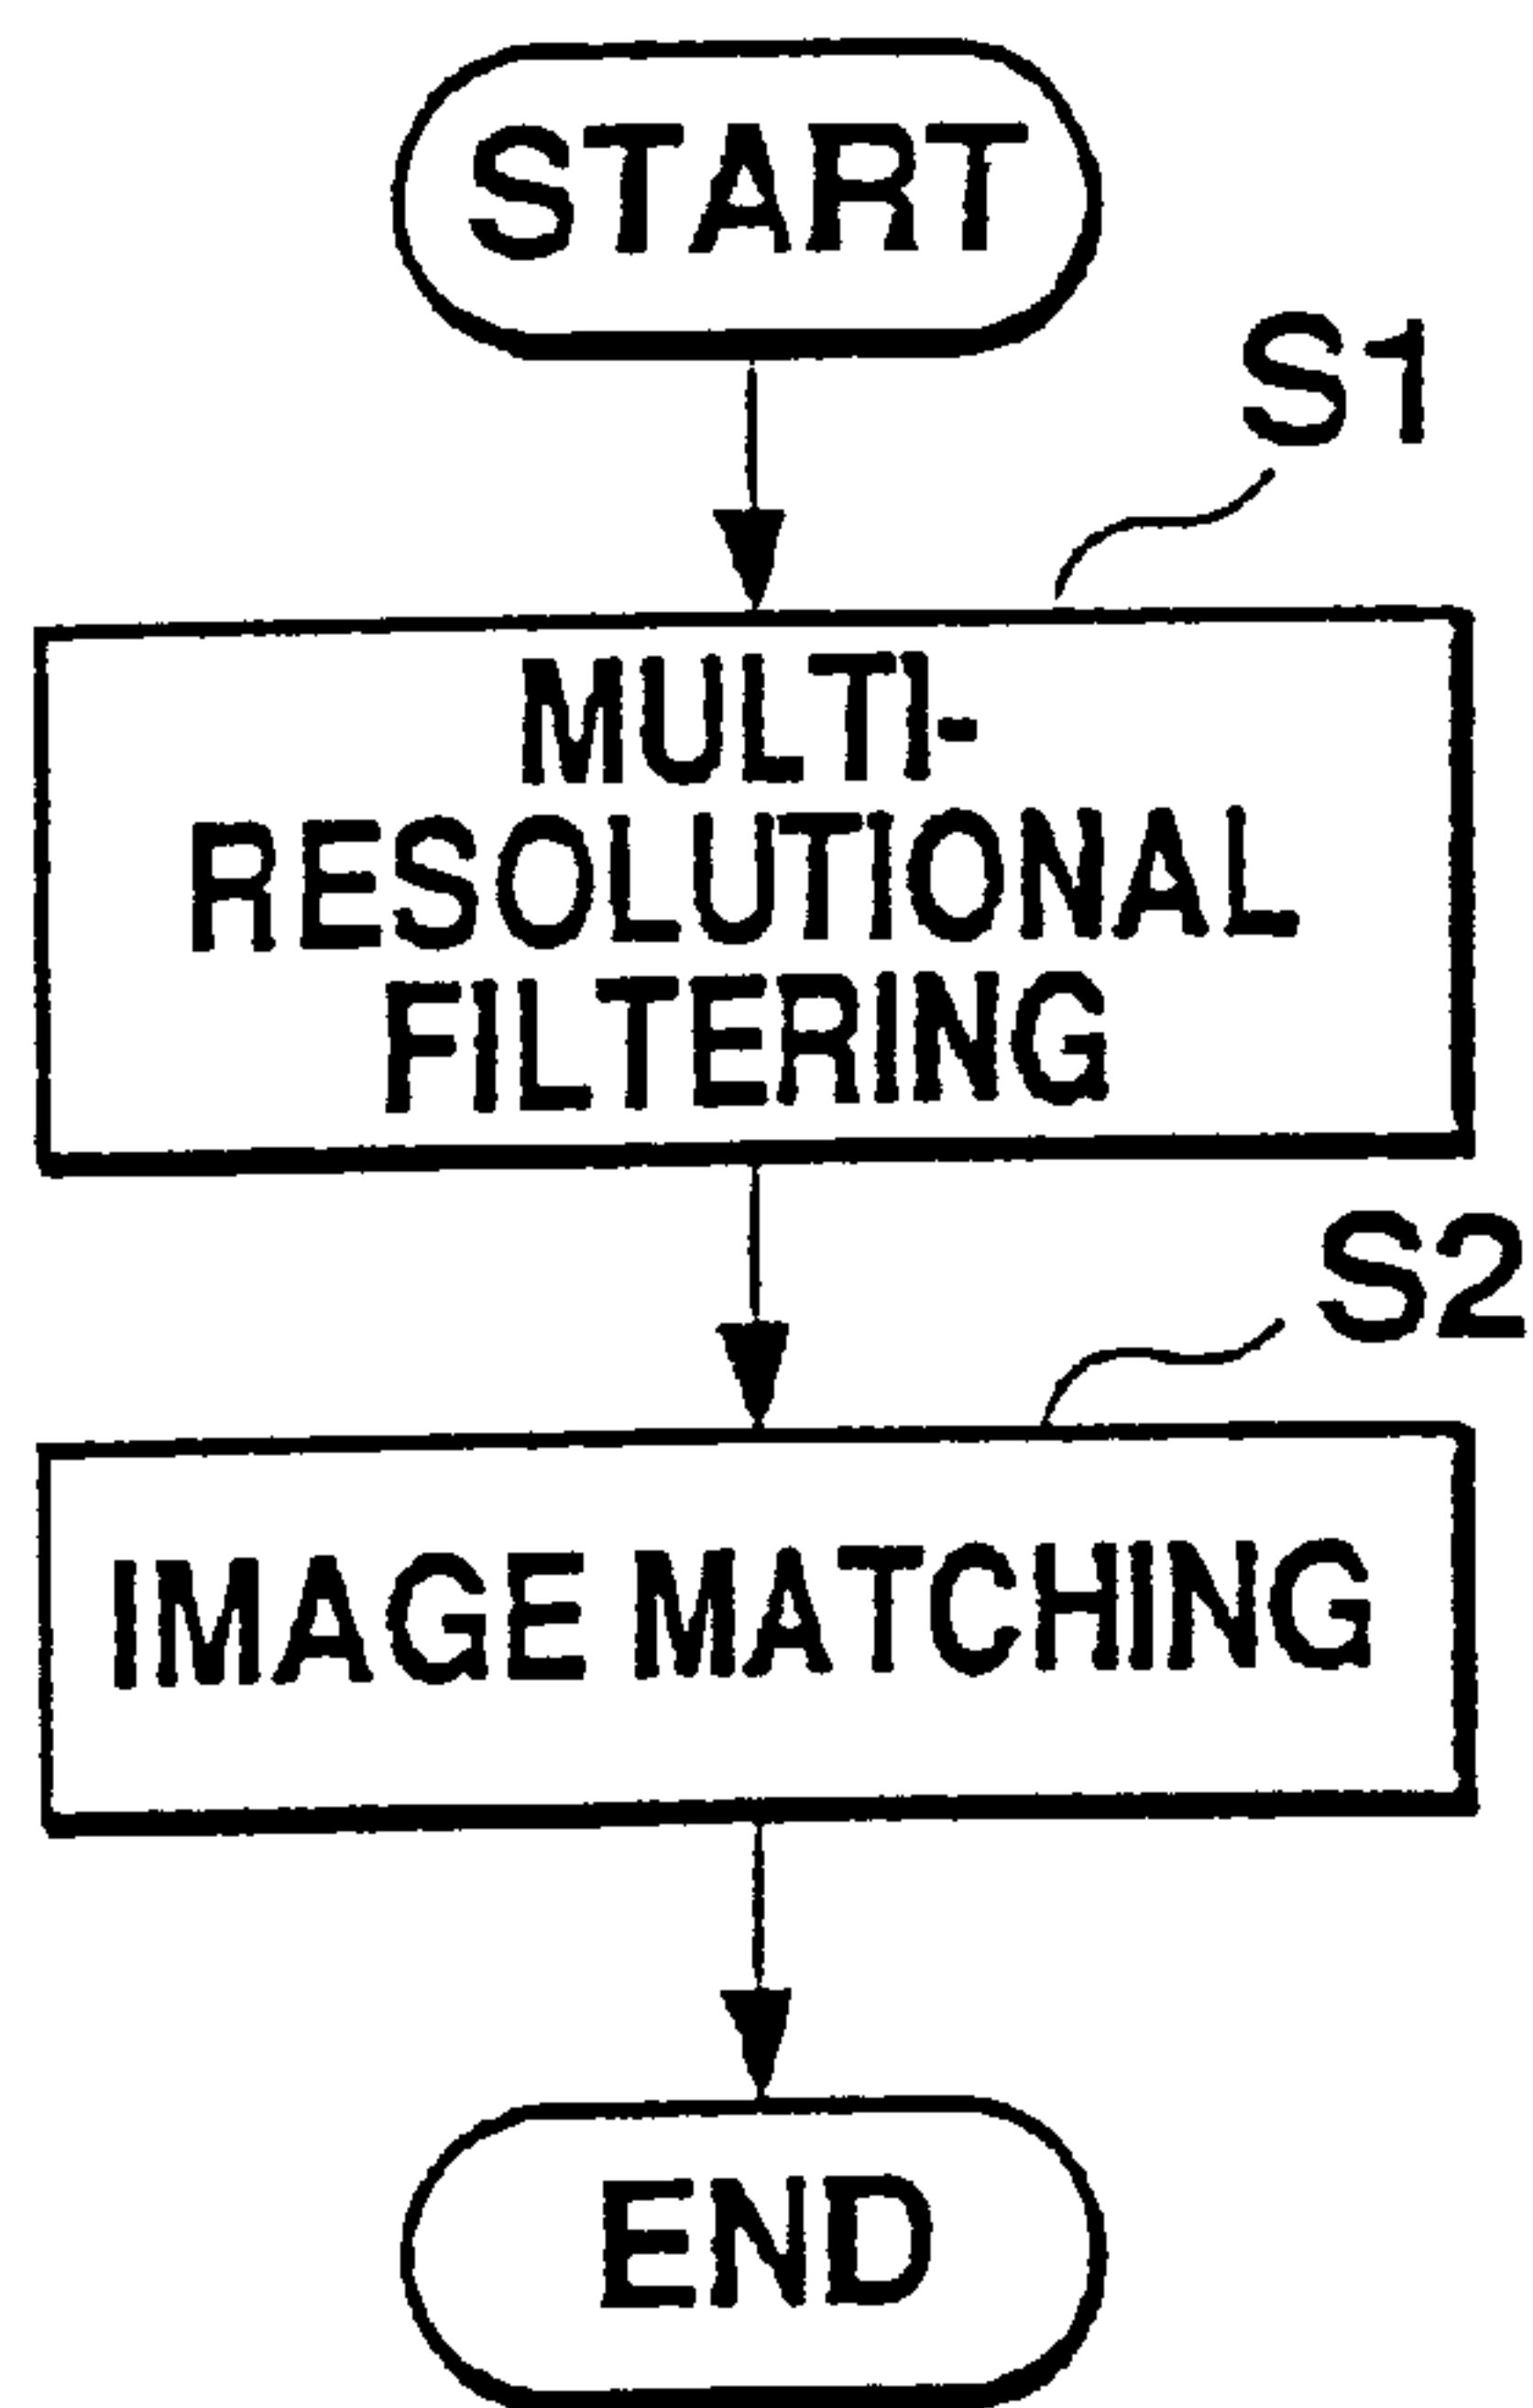 START
S1
MULTI-
RESOLUTIONAL
FILTERING
S2
IMAGE MATCHING
END